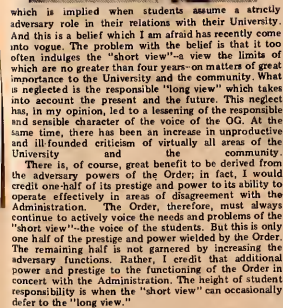 which is implied when students assume a strictly
adversary role in their relations with their University.
And this is a belief which I am afraid has recently come
into vogue. The problem with the belief is that it too
often indulges the "short view"--a view the limits of
which are no greater than four years-on matters of great
importance to the University and the community. What
is neglected is the responsible "long view" which takes
into account the present and the future. This neglect
has, in my opinion, led to a lessening of the responsible
and sensible character of the voice of the OG. At the
same time, there has been an increase in unproductive
and ill-founded criticism of virtually all areas of the
University and the community.
There is, of course, great benefit to be derived from
the adversary powers of the Order; in fact, I would
credit one-half of its prestige and power to its ability to
operate effectively in areas of disagreement with the
Administration. The Order, therefore, must always
continue to actively voice the needs and problems of the
"short view"--the voice of the students. But this is only
one half of the prestige and power wielded by the Order.
The remaining half is not garnered by increasing the
adversary functions. Rather, I credit that additional
power and prestige to the functioning of the Order in
concert with the Administration. The height of student
responsibility is when the "short view" can occasionally
defer to the "long view."